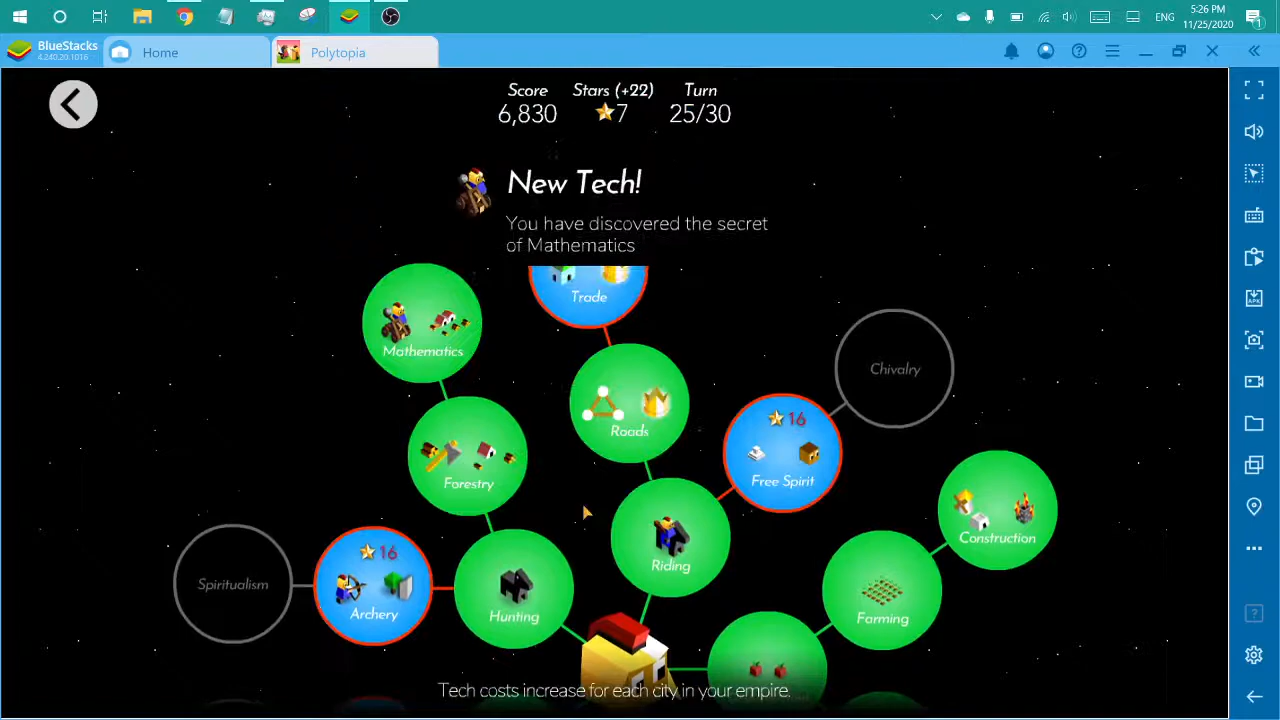 5:26 PM
ENG
11/25/2020
1
BlueStacks
4.240.20.1016
Home
Polytopia
Score
Stars (+22)
Turn
6,830
7
25/30
New Tech!
You have discovered the secret
of Mathematics
Trade
Mathematics
Roads
Chivalry
16
Free Spirit
Forestry
Construction
Riding
Spiritualism
16
Archery
Hunting
Farming
Tech costs increase for each city in your empire.